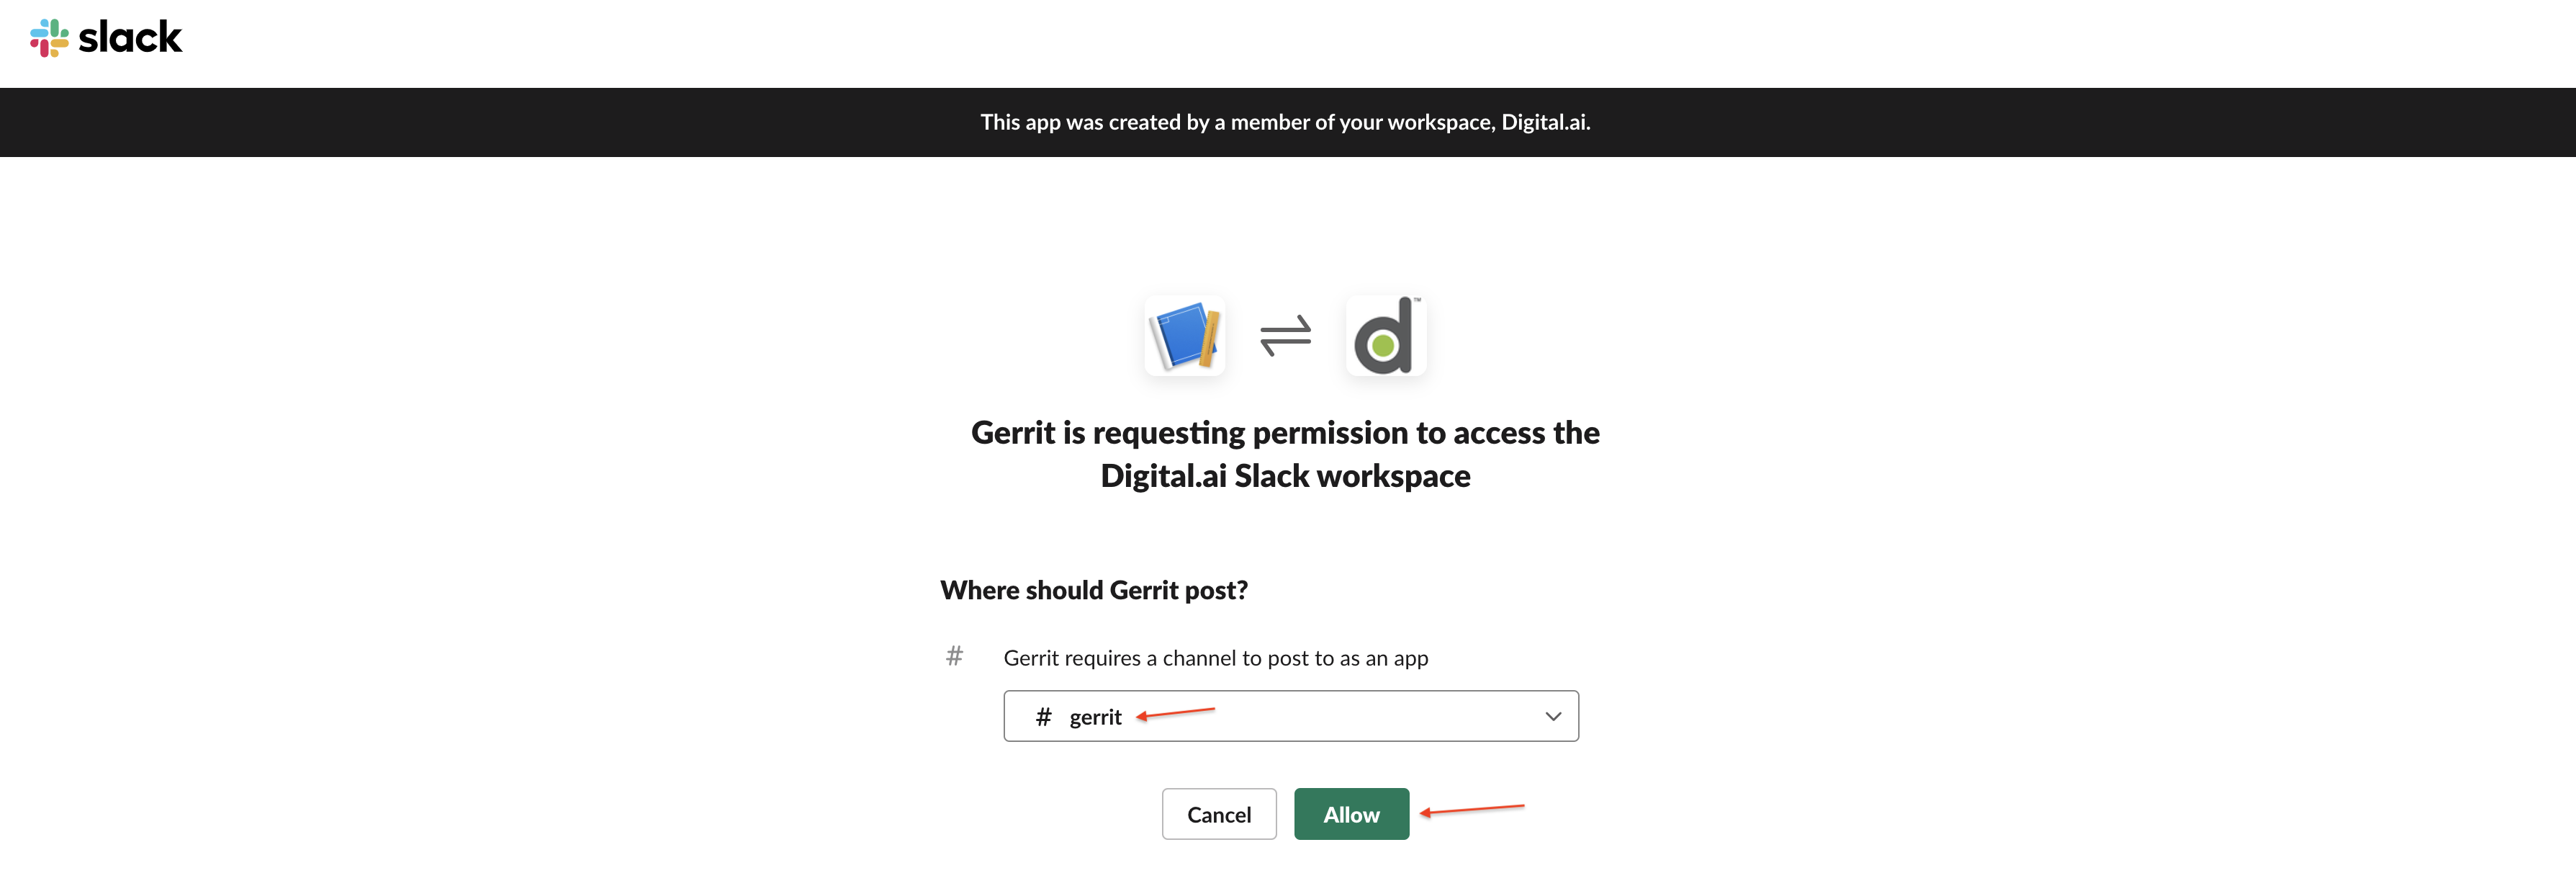 slack
This app was created by a member of your workspace, Digital.ai.
d™
Gerrit is requesting permission to access the
Digital.ai Slack workspace
Where should Gerrit post?
# Gerrit requires a channel to post to as an app
# gerrit
Cancel Allow